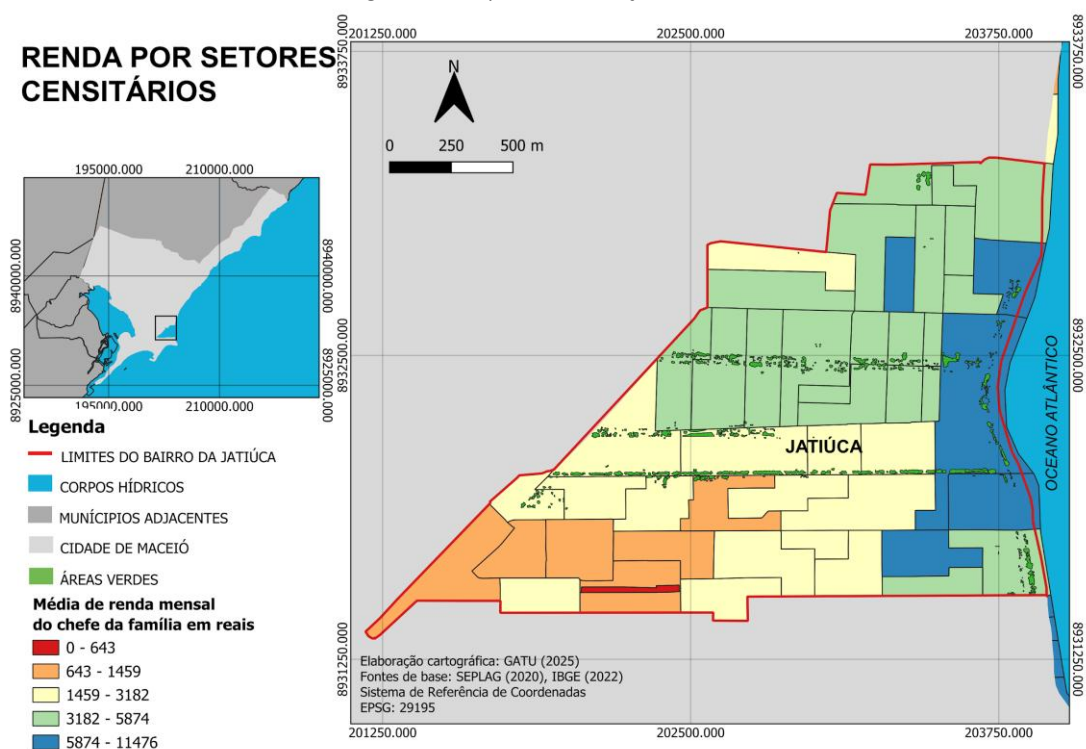 RENDA POR SETORES
CENSITÁRIOS
195000.000 210000.000
8940000.000
8925000.000
8940000.000
8925000.000
195000.000 210000.000
Legenda
LIMITES DO BAIRRO DA JATIÚCA
CORPOS HÍDRICOS
MUNÍCIPIOS ADJACENTES
CIDADE DE MACEIÓ
ÁREAS VERDES
Média de renda mensal
do chefe da família em reais
0 - 643
643 - 1459
1459 - 3182
3182 - 5874
5874 - 11476
201250.000 202500.000 203750.000
8933750.000
8932500.000
8931250.000
N
0 250 500 m
JATIÚCA
OCEANO ATLÂNTICO
8933750.000
8932500.000
8931250.000
Elaboração cartográfica: GATU (2025)
Fontes de base: SEPLAG (2020), IBGE (2022)
Sistema de Referência de Coordenadas
EPSG: 29195
201250.000 202500.000 203750.000